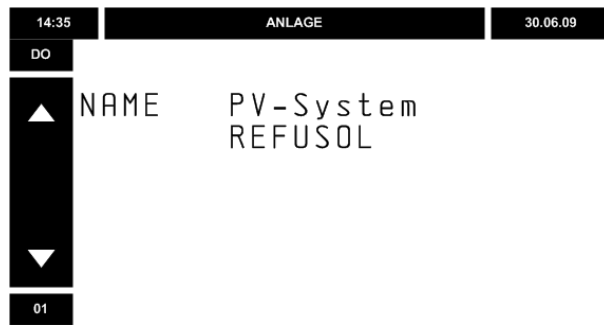 14:35 ANLAGE 30.06.09
DO
NAME PV-System
REFUSOL
01